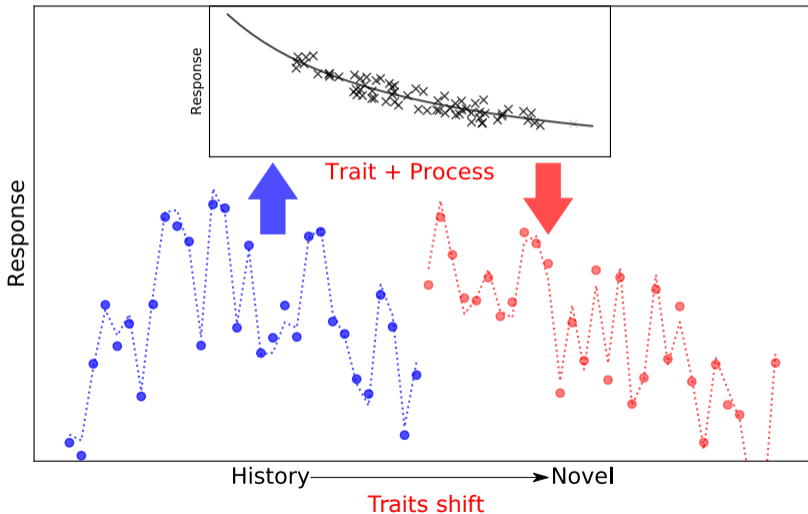 Response
Trait + Process
Response
History
Novel
Traits shift